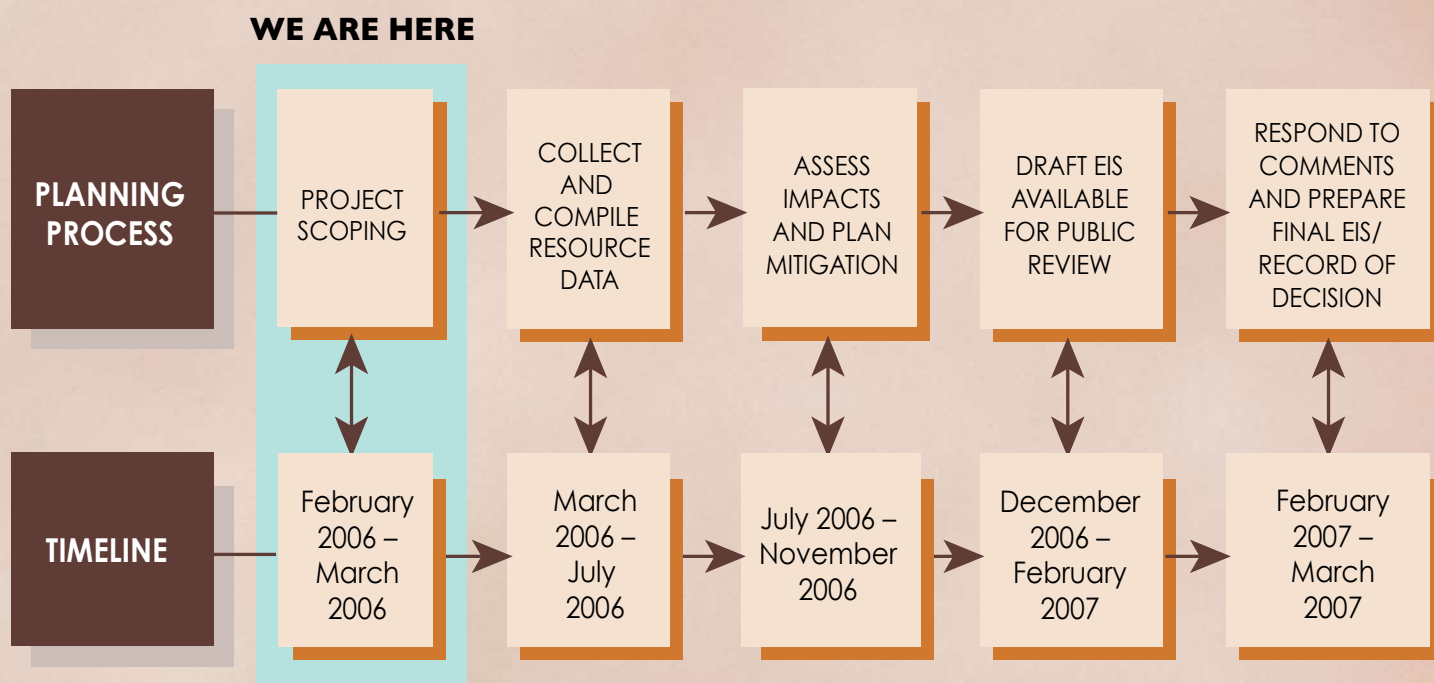 WE ARE HERE
PLANNING
PROCESS
PROJECT
SCOPING
COLLECT
AND
COMPILE
RESOURCE
DATA
ASSESS
IMPACTS
AND PLAN
MITIGATION
DRAFT EIS
AVAILABLE
FOR PUBLIC
REVIEW
RESPOND TO
COMMENTS
AND PREPARE
FINAL EIS/
RECORD OF
DECISION
TIMELINE
February
2006 –
March
2006
March
2006 –
July
2006
July 2006 –
November
2006
December
2006 –
February
2007
February
2007 –
March
2007